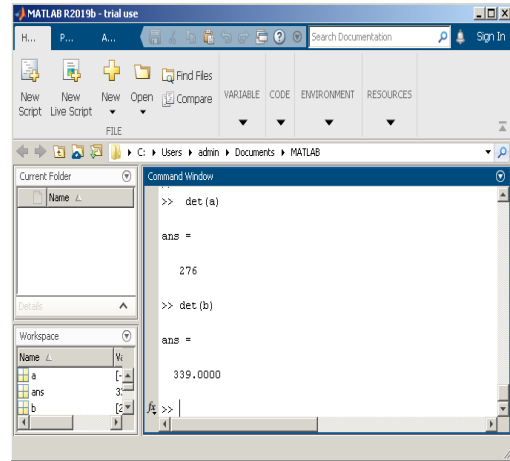 MATLAB R2019b - trial use
H... P... A... Search Documentation Sign In
New Script
New Live Script
New
Open
Find Files
Compare
FILE
VARIABLE
CODE
ENVIRONMENT
RESOURCES
C: Users admin Documents MATLAB
Current Folder
Name
Details
Workspace
Name
a
ans
b
Command Window
>> det(a)
ans =
276
>> det(b)
ans =
339.0000
fx >>